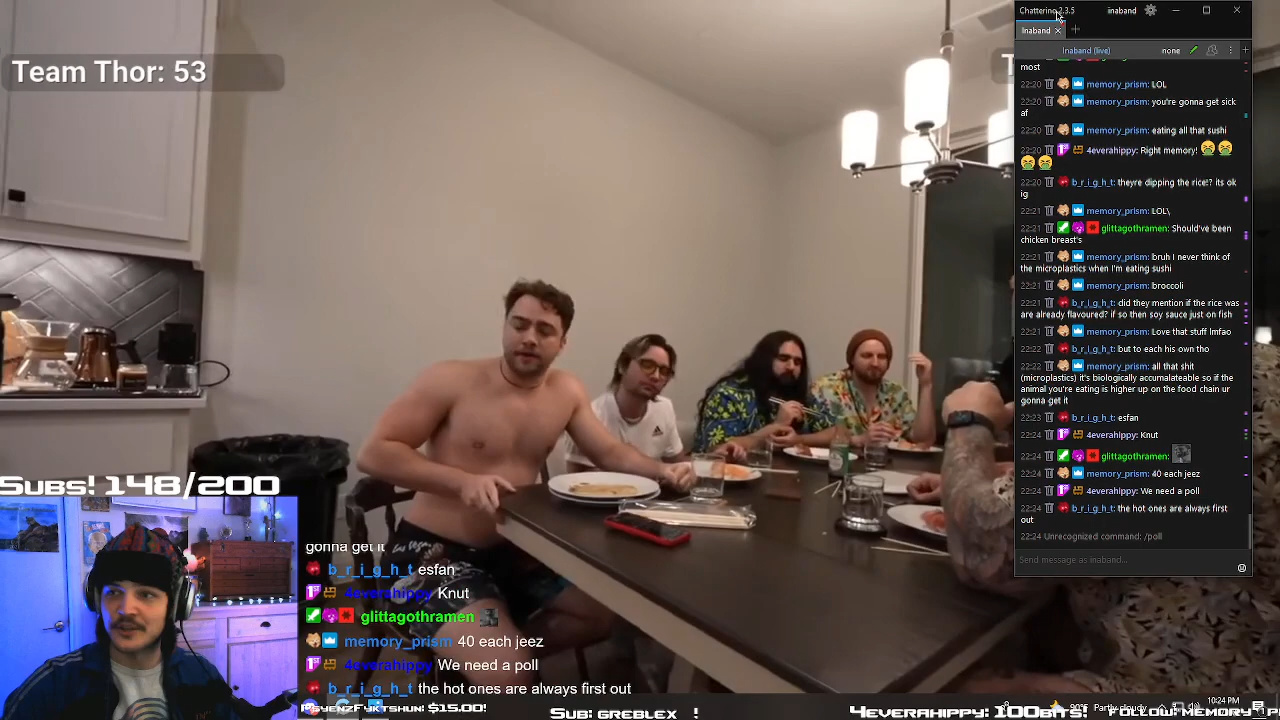 Team Thor: 53
Subs! 148/200
gonna get it
b_r_i_g_h_t esfan
4everahippy Knut
glittagothramen
memory_prism 40 each jeez
4everahippy We need a poll
b_r_i_g_h_t the hot ones are always first out
PsyenzFyktshun: $15.00!
Sub: Greblex !
4everahippy: 100bits!
Follow: Memory_P
Chatterino 2.3.5
inaband
Inaband
Inaband (live)
none
most
22:20 memory_prism: LOL
22:20 memory_prism: you're gonna get sick
af
22:20 memory_prism: eating all that sushi
22:20 4everahippy: Right memory!
22:20 b_r_i_g_h_t: theyre dipping the rice!? its ok
ig
22:21 memory_prism: LOL\
22:21 glittagothramen: Should've been
chicken breast's
22:21 memory_prism: bruh I never think of
the microplastics when I'm eating sushi
22:21 memory_prism: broccoli
22:21 b_r_i_g_h_t: did they mention if the rice was
are already flavoured? if so then soy sauce just on fish
22:21 memory_prism: Love that stuff lmfao
22:22 b_r_i_g_h_t: but to each his own tho
22:22 memory_prism: all that shit
(microplastics) it's biologically accumalateable so if the
animal you're eating is higher up on the food chain ur
gonna get it
22:23 b_r_i_g_h_t: esfan
22:24 4everahippy: Knut
22:24 glittagothramen:
22:24 memory_prism: 40 each jeez
22:24 4everahippy: We need a poll
22:24 b_r_i_g_h_t: the hot ones are always first
out
22:24 Unrecognized command: /poll
Send message as inaband...
90°F Partly cloudy
10:24 PM